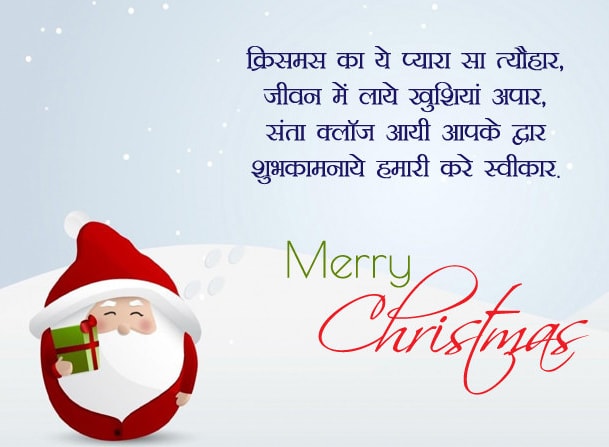 क्रिसमस का ये प्यारा सा त्यौहार,
जीवन में लाये खुशियां अपार,
संता क्लॉज आयी आपके द्वार
शुभकामनाये हमारी करे स्वीकार.
Merry
Christmas